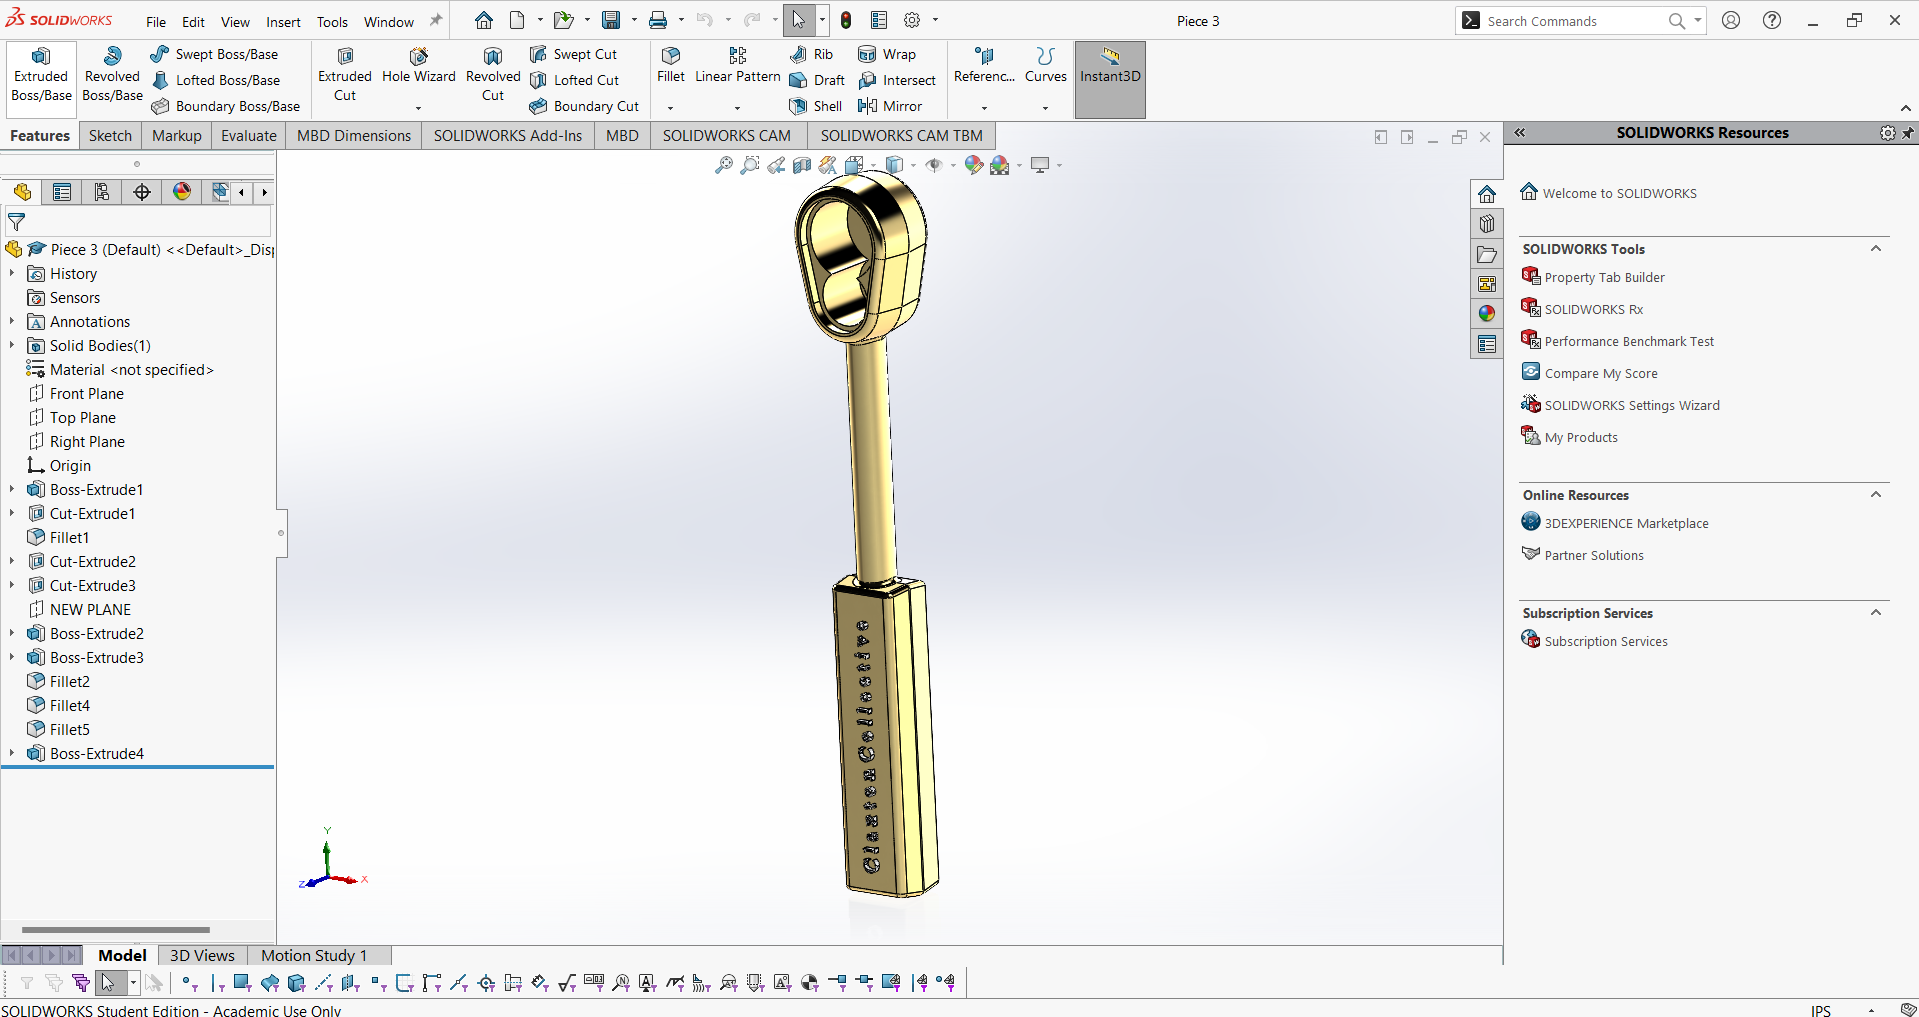 SOLIDWORKS
File Edit View Insert Tools Window
Piece 3
Search Commands
Extruded Boss/Base
Revolved Boss/Base
Swept Boss/Base
Lofted Boss/Base
Boundary Boss/Base
Extruded Cut
Hole Wizard
Revolved Cut
Swept Cut
Lofted Cut
Boundary Cut
Fillet
Linear Pattern
Rib
Draft
Shell
Wrap
Intersect
Mirror
Referenc...
Curves
Instant3D
Features Sketch Markup Evaluate MBD Dimensions SOLIDWORKS Add-Ins MBD SOLIDWORKS CAM SOLIDWORKS CAM TBM
Piece 3 (Default) <<Default>_Disp
History
Sensors
Annotations
Solid Bodies(1)
Material <not specified>
Front Plane
Top Plane
Right Plane
Origin
Boss-Extrude1
Cut-Extrude1
Fillet1
Cut-Extrude2
Cut-Extrude3
NEW PLANE
Boss-Extrude2
Boss-Extrude3
Fillet2
Fillet4
Fillet5
Boss-Extrude4
Y
Z
X
SOLIDWORKS Resources
Welcome to SOLIDWORKS
SOLIDWORKS Tools
Property Tab Builder
SOLIDWORKS Rx
Performance Benchmark Test
Compare My Score
SOLIDWORKS Settings Wizard
My Products
Online Resources
3DEXPERIENCE Marketplace
Partner Solutions
Subscription Services
Subscription Services
Model 3D Views Motion Study 1
SOLIDWORKS Student Edition - Academic Use Only
IPS